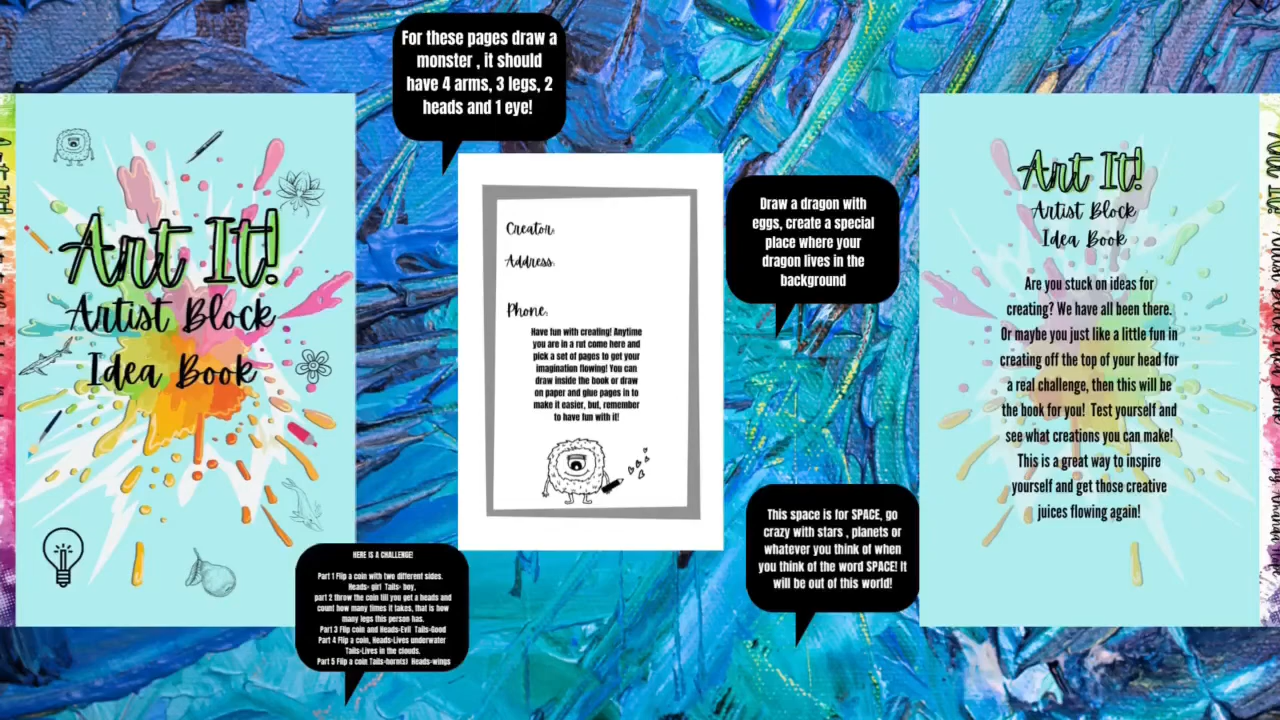 For these pages draw a
monster , it should
have 4 arms, 3 legs, 2
heads and 1 eye!
Art It!
Artist Block
Idea Book
HERE IS A CHALLENGE!
Part 1 Flip a coin with two different sides.
Heads- girl Tails- boy,
part 2 throw the coin till you get a heads and
count how many times it takes, that is how
many legs this person has.
Part 3 Flip coin and Heads-Evil Tails-Good
Part 4 Flip a coin, Heads-Lives underwater
Tails-Lives in the clouds.
Part 5 Flip a coin Tails-horn(s) Heads-wings
Creator:
Address:
Phone:
Have fun with creating! Anytime
you are in a rut come here and
pick a set of pages to get your
imagination flowing! You can
draw inside the book or draw
on paper and glue pages in to
make it easier, but, remember
to have fun with it!
Draw a dragon with
eggs, create a special
place where your
dragon lives in the
background
This space is for SPACE, go
crazy with stars , planets or
whatever you think of when
you think of the word SPACE! It
will be out of this world!
Art It!
Artist Block
Idea Book
Are you stuck on ideas for
creating? We have all been there.
Or maybe you just like a little fun in
creating off the top of your head for
a real challenge, then this will be
the book for you! Test yourself and
see what creations you can make!
This is a great way to inspire
yourself and get those creative
juices flowing again!